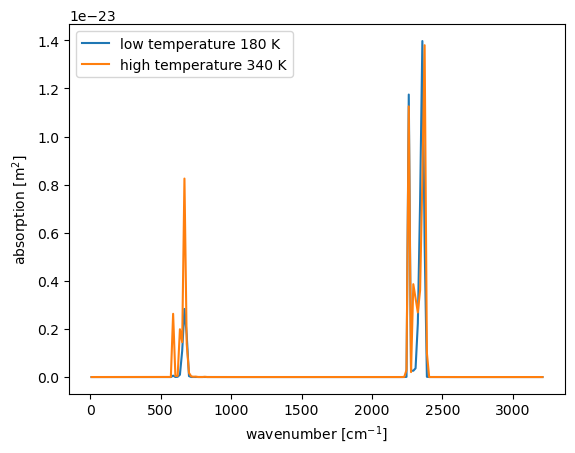 1e−23
low temperature 180 K
high temperature 340 K
1.4
1.2
1.0
0.8
0.6
0.4
0.2
0.0
absorption [m²]
0 500 1000 1500 2000 2500 3000
wavenumber [cm⁻¹]